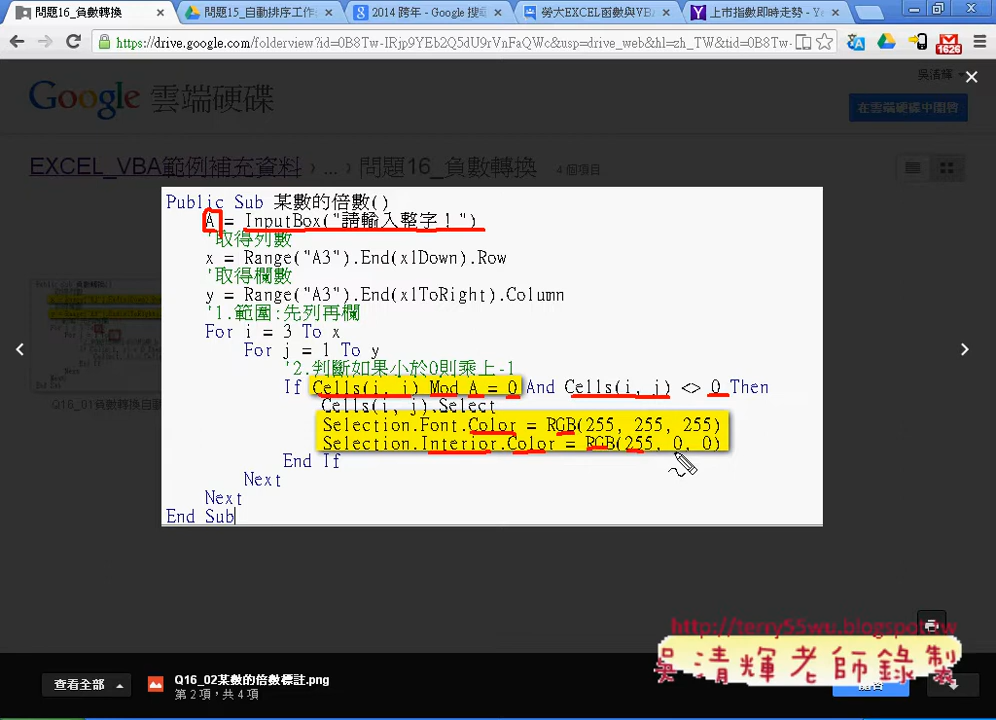 問題16_負數轉換
問題15_自動排序工作
2014 跨年 - Google 搜尋
勞大EXCEL函數與VBA
上市指數即時走勢 - Ye
https://drive.google.com/folderview?id=0B8Tw-IRjp9YEb2Q5dU9rVnFaQWc&usp=drive_web&hl=zh_TW&tid=0B8Tw-
1626
吳清輝
Google 雲端硬碟
在雲端硬碟中開啟
EXCEL_VBA範例補充資料 › ... › 問題16_負數轉換 4 個項目
Public Sub 某數的倍數()
A = InputBox("請輸入整字！")
'取得列數
x = Range("A3").End(xlDown).Row
'取得欄數
y = Range("A3").End(xlToRight).Column
'1.範圍:先列再欄
For i = 3 To x
For j = 1 To y
'2.判斷如果小於0則乘上-1
If Cells(i, j) Mod A = 0 And Cells(i, j) <> 0 Then
Cells(i, j).Select
Selection.Font.Color = RGB(255, 255, 255)
Selection.Interior.Color = RGB(255, 0, 0)
End If
Next
Next
End Sub
Q16_01負數轉換自
http://terry55wu.blogspot.tw
吳清輝老師錄製
查看全部
Q16_02某數的倍數標註.png
第 2 項，共 4 項